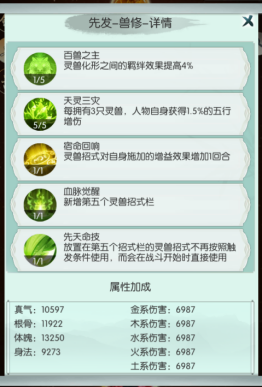 先发-兽修-详情
百兽之主
灵兽化形之间的羁绊效果提高4%
1/5
天灵三灾
每拥有3只灵兽，人物自身获得1.5%的五行
增伤
5/5
宿命回响
灵兽招式对自身施加的增益效果增加1回合
1/1
血脉觉醒
新增第五个灵兽招式栏
1/1
先天命技
放置在第五个招式栏的灵兽招式不再按照触
发条件使用，而会在战斗开始时直接使用
1/1
属性加成
真气：10597
金系伤害：6987
根骨：11922
木系伤害：6987
体魄：13250
水系伤害：6987
身法：9273
火系伤害：6987
土系伤害：6987